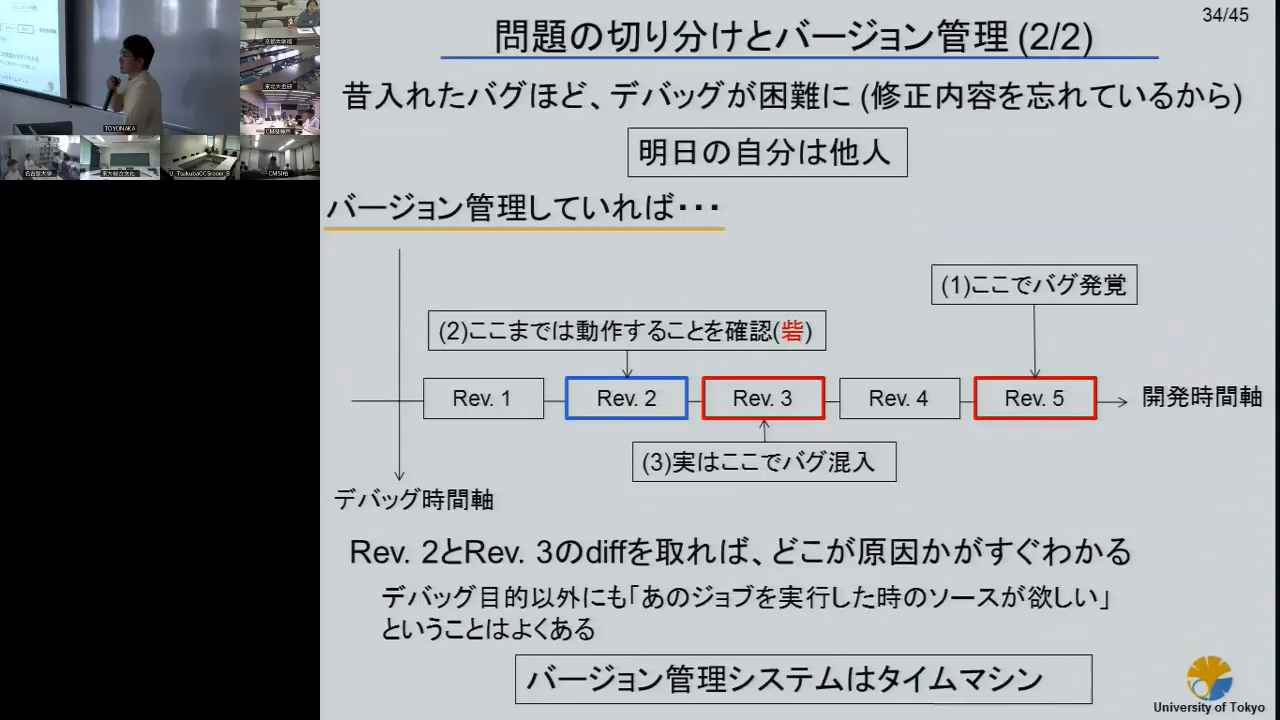 34/45
問題の切り分けとバージョン管理 (2/2)
昔入れたバグほど、デバッグが困難に (修正内容を忘れているから)
明日の自分は他人
バージョン管理していれば・・・
(1)ここでバグ発覚
(2)ここまでは動作することを確認(砦)
Rev. 1
Rev. 2
Rev. 3
Rev. 4
Rev. 5
開発時間軸
(3)実はここでバグ混入
デバッグ時間軸
Rev. 2とRev. 3のdiffを取れば、どこが原因かがすぐわかる
デバッグ目的以外にも「あのジョブを実行した時のソースが欲しい」
ということはよくある
バージョン管理システムはタイムマシン
University of Tokyo
TOYONAKA
名古屋大学
U_TsukubaCCSroom_B